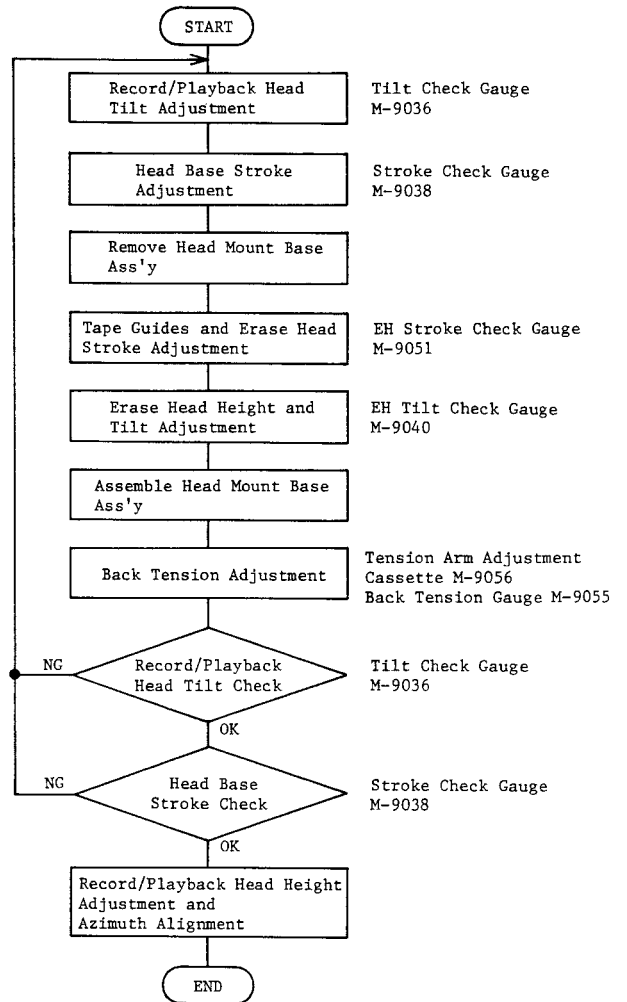 START
Record/Playback Head
Tilt Adjustment
Tilt Check Gauge
M-9036
Head Base Stroke
Adjustment
Stroke Check Gauge
M-9038
Remove Head Mount Base
Ass'y
Tape Guides and Erase Head
Stroke Adjustment
EH Stroke Check Gauge
M-9051
Erase Head Height and
Tilt Adjustment
EH Tilt Check Gauge
M-9040
Assemble Head Mount Base
Ass'y
Back Tension Adjustment
Tension Arm Adjustment
Cassette M-9056
Back Tension Gauge M-9055
NG
Record/Playback
Head Tilt Check
Tilt Check Gauge
M-9036
OK
NG
Head Base
Stroke Check
Stroke Check Gauge
M-9038
OK
Record/Playback Head Height
Adjustment and
Azimuth Alignment
END